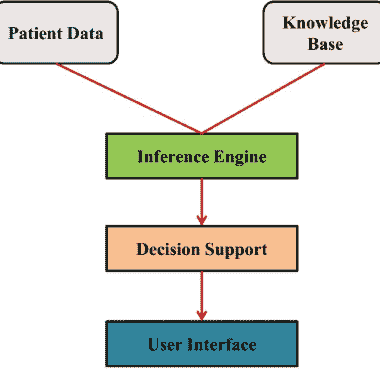 Patient Data
Knowledge
Base
Inference Engine
Decision Support
User Interface